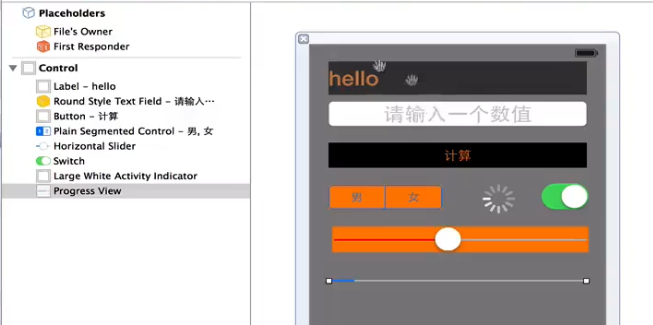 Placeholders
File's Owner
First Responder
Control
Label – hello
Round Style Text Field – 请输入…
Button – 计算
Plain Segmented Control – 男, 女
Horizontal Slider
Switch
Large White Activity Indicator
Progress View
hello
请输入一个数值
计算
男 女